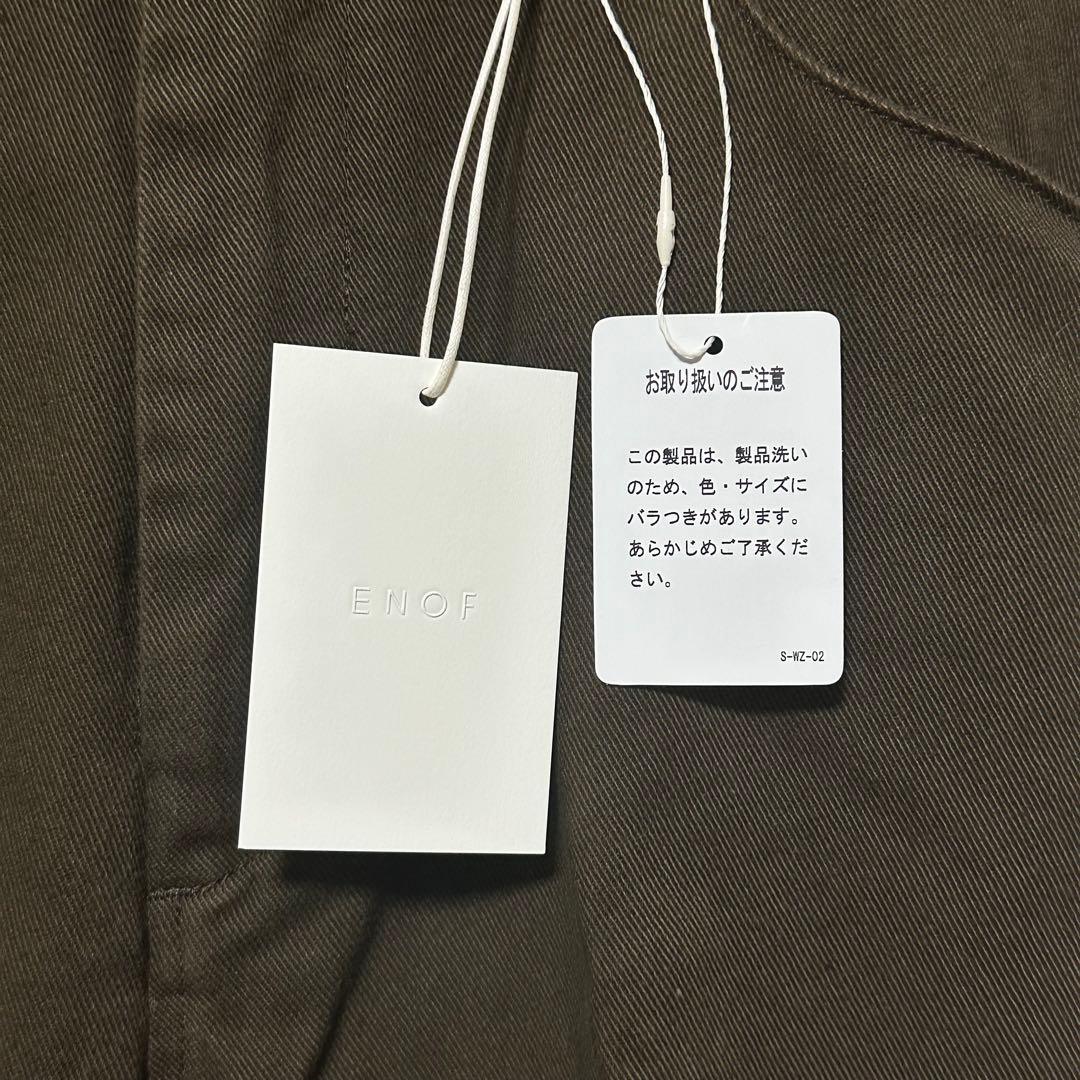 ENOF
お取り扱いのご注意
この製品は、製品洗い
のため、色・サイズに
バラつきがあります。
あらかじめご了承くだ
さい。
S-WZ-02